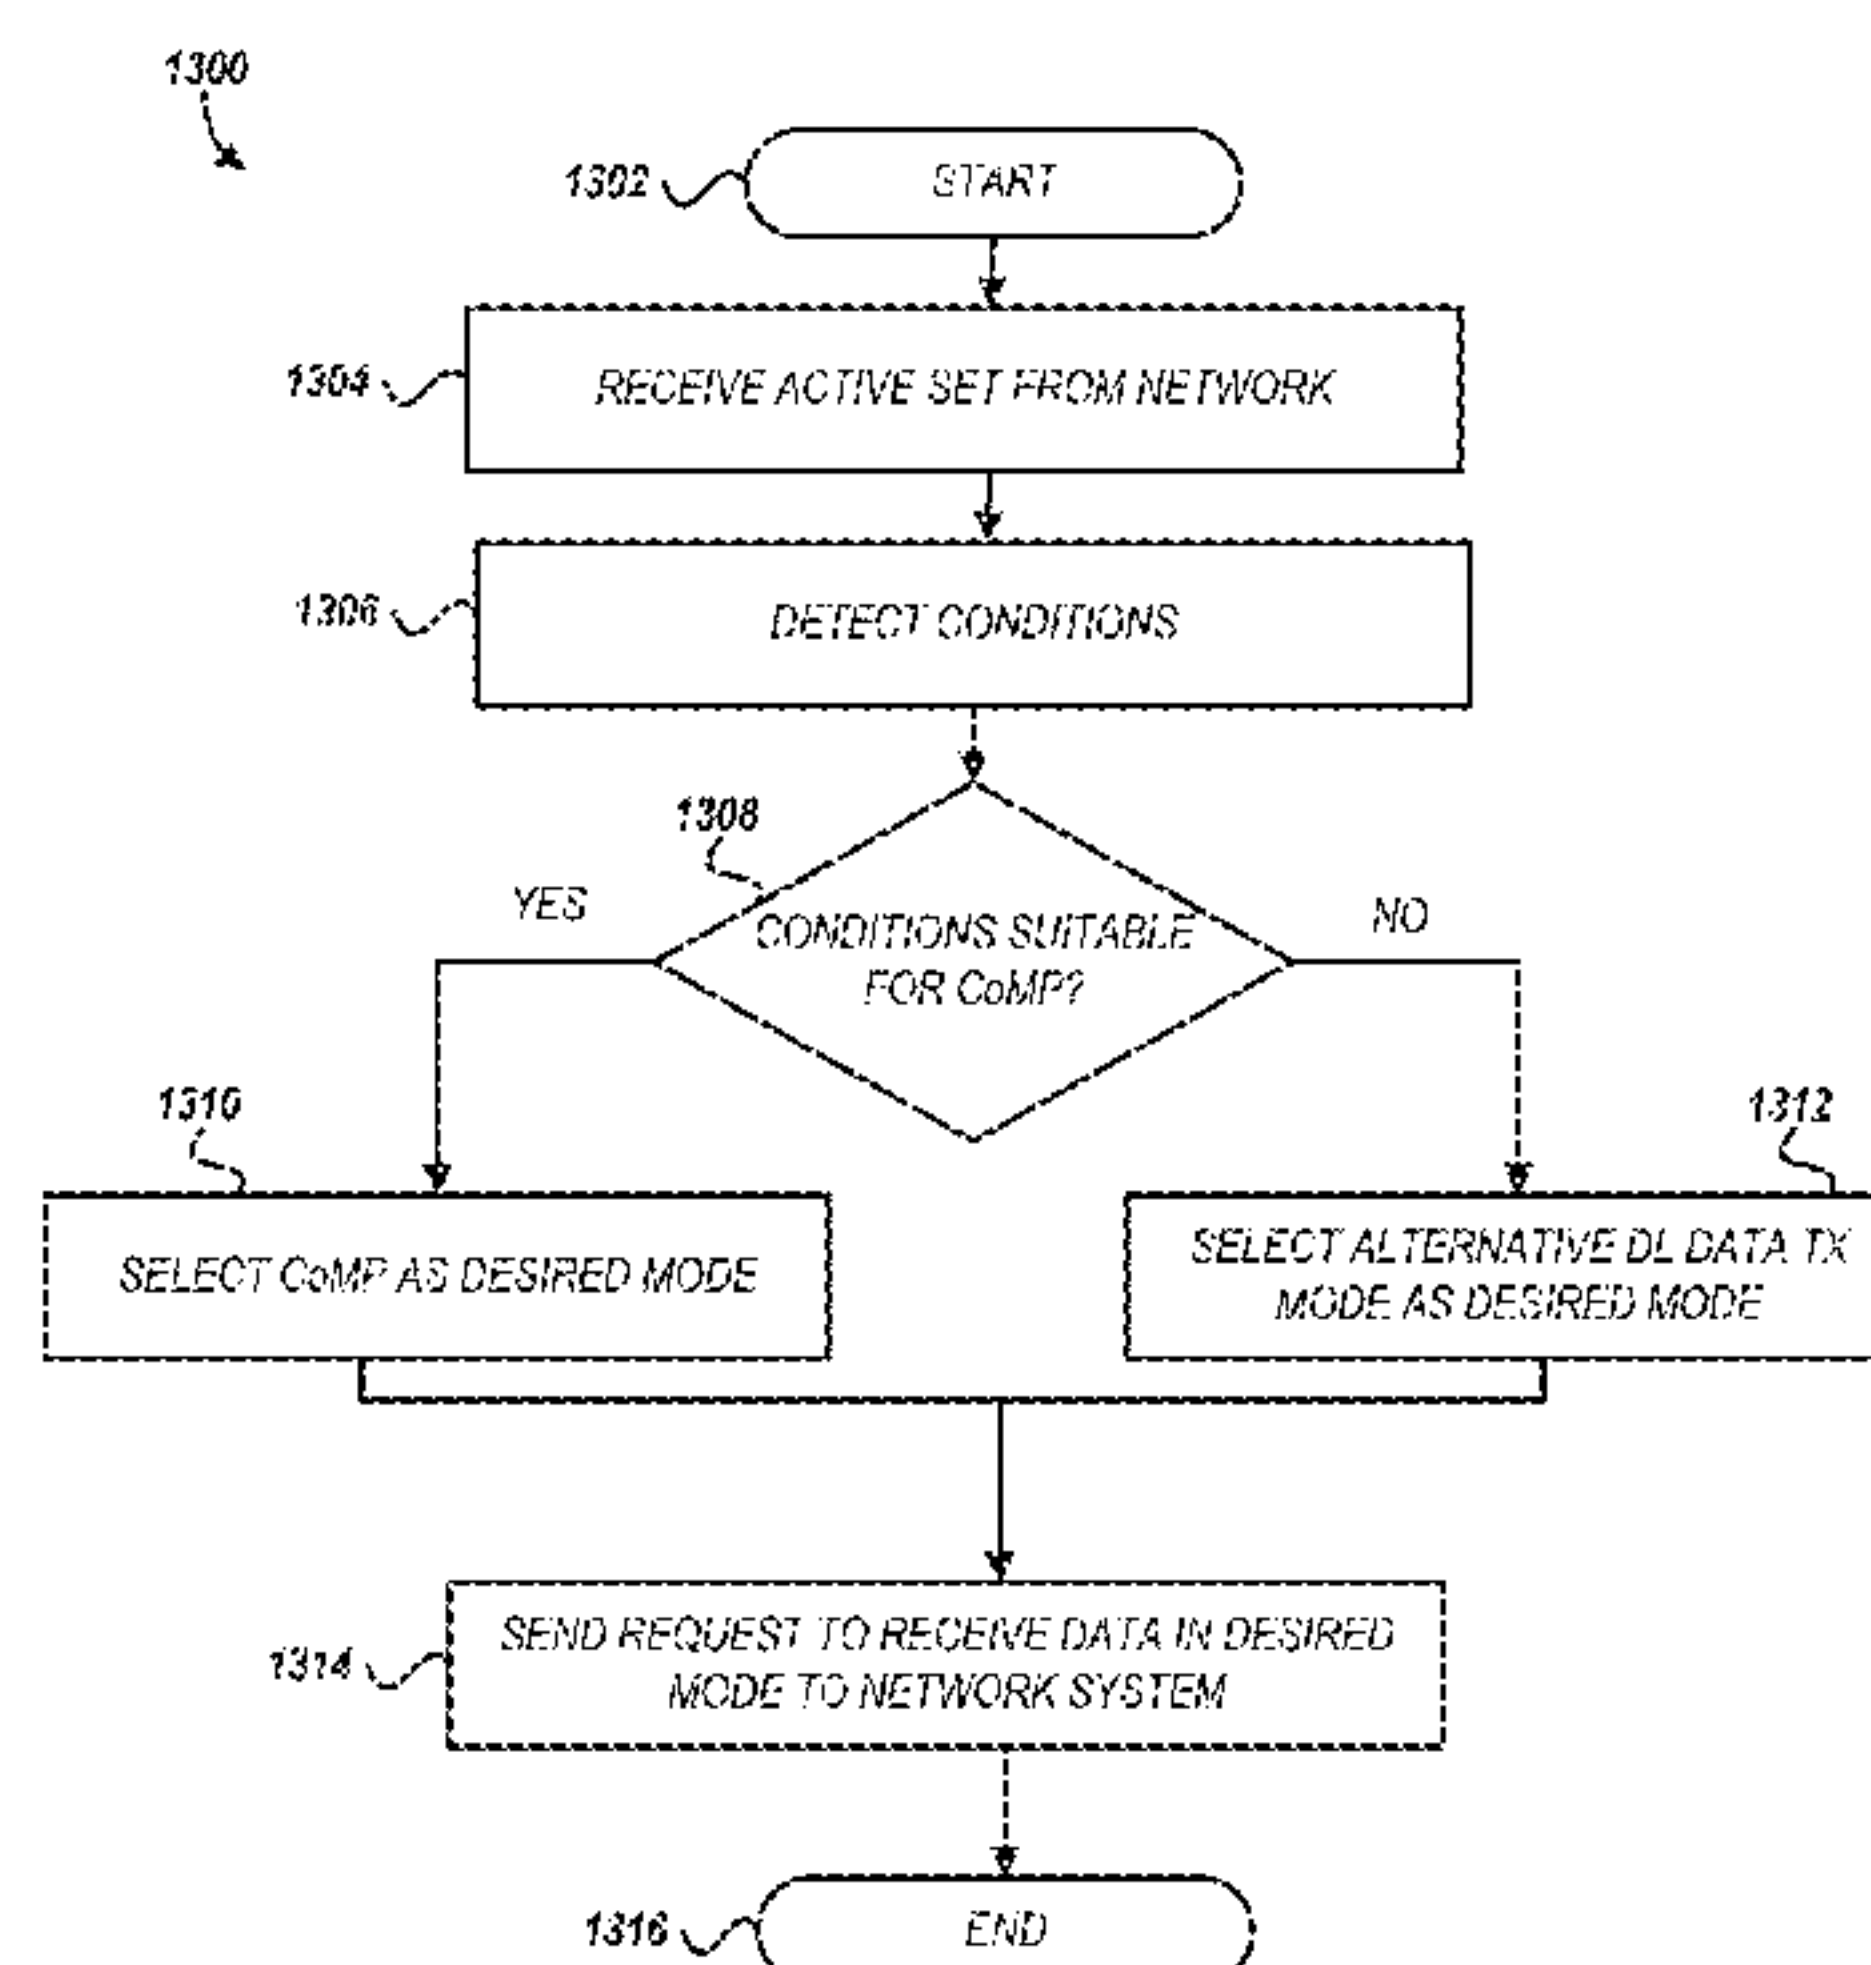 1300
1302
START
1304
RECEIVE ACTIVE SET FROM NETWORK
1306
DETECT CONDITIONS
1308
YES
NO
CONDITIONS SUITABLE
FOR CoMP?
1310
1312
SELECT CoMP AS DESIRED MODE
SELECT ALTERNATIVE DL DATA TX
MODE AS DESIRED MODE
1314
SEND REQUEST TO RECEIVE DATA IN DESIRED
MODE TO NETWORK SYSTEM
1316
END